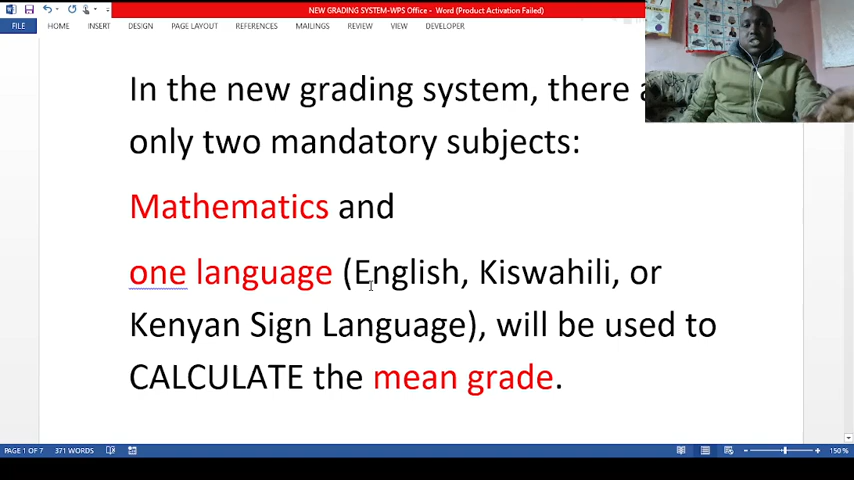 NEW GRADING SYSTEM-WPS Office - Word (Product Activation Failed)
FILE HOME INSERT DESIGN PAGE LAYOUT REFERENCES MAILINGS REVIEW VIEW DEVELOPER
In the new grading system, there
only two mandatory subjects:
Mathematics and
one language (English, Kiswahili, or
Kenyan Sign Language), will be used to
CALCULATE the mean grade.
PAGE 1 OF 7 371 WORDS 150 %